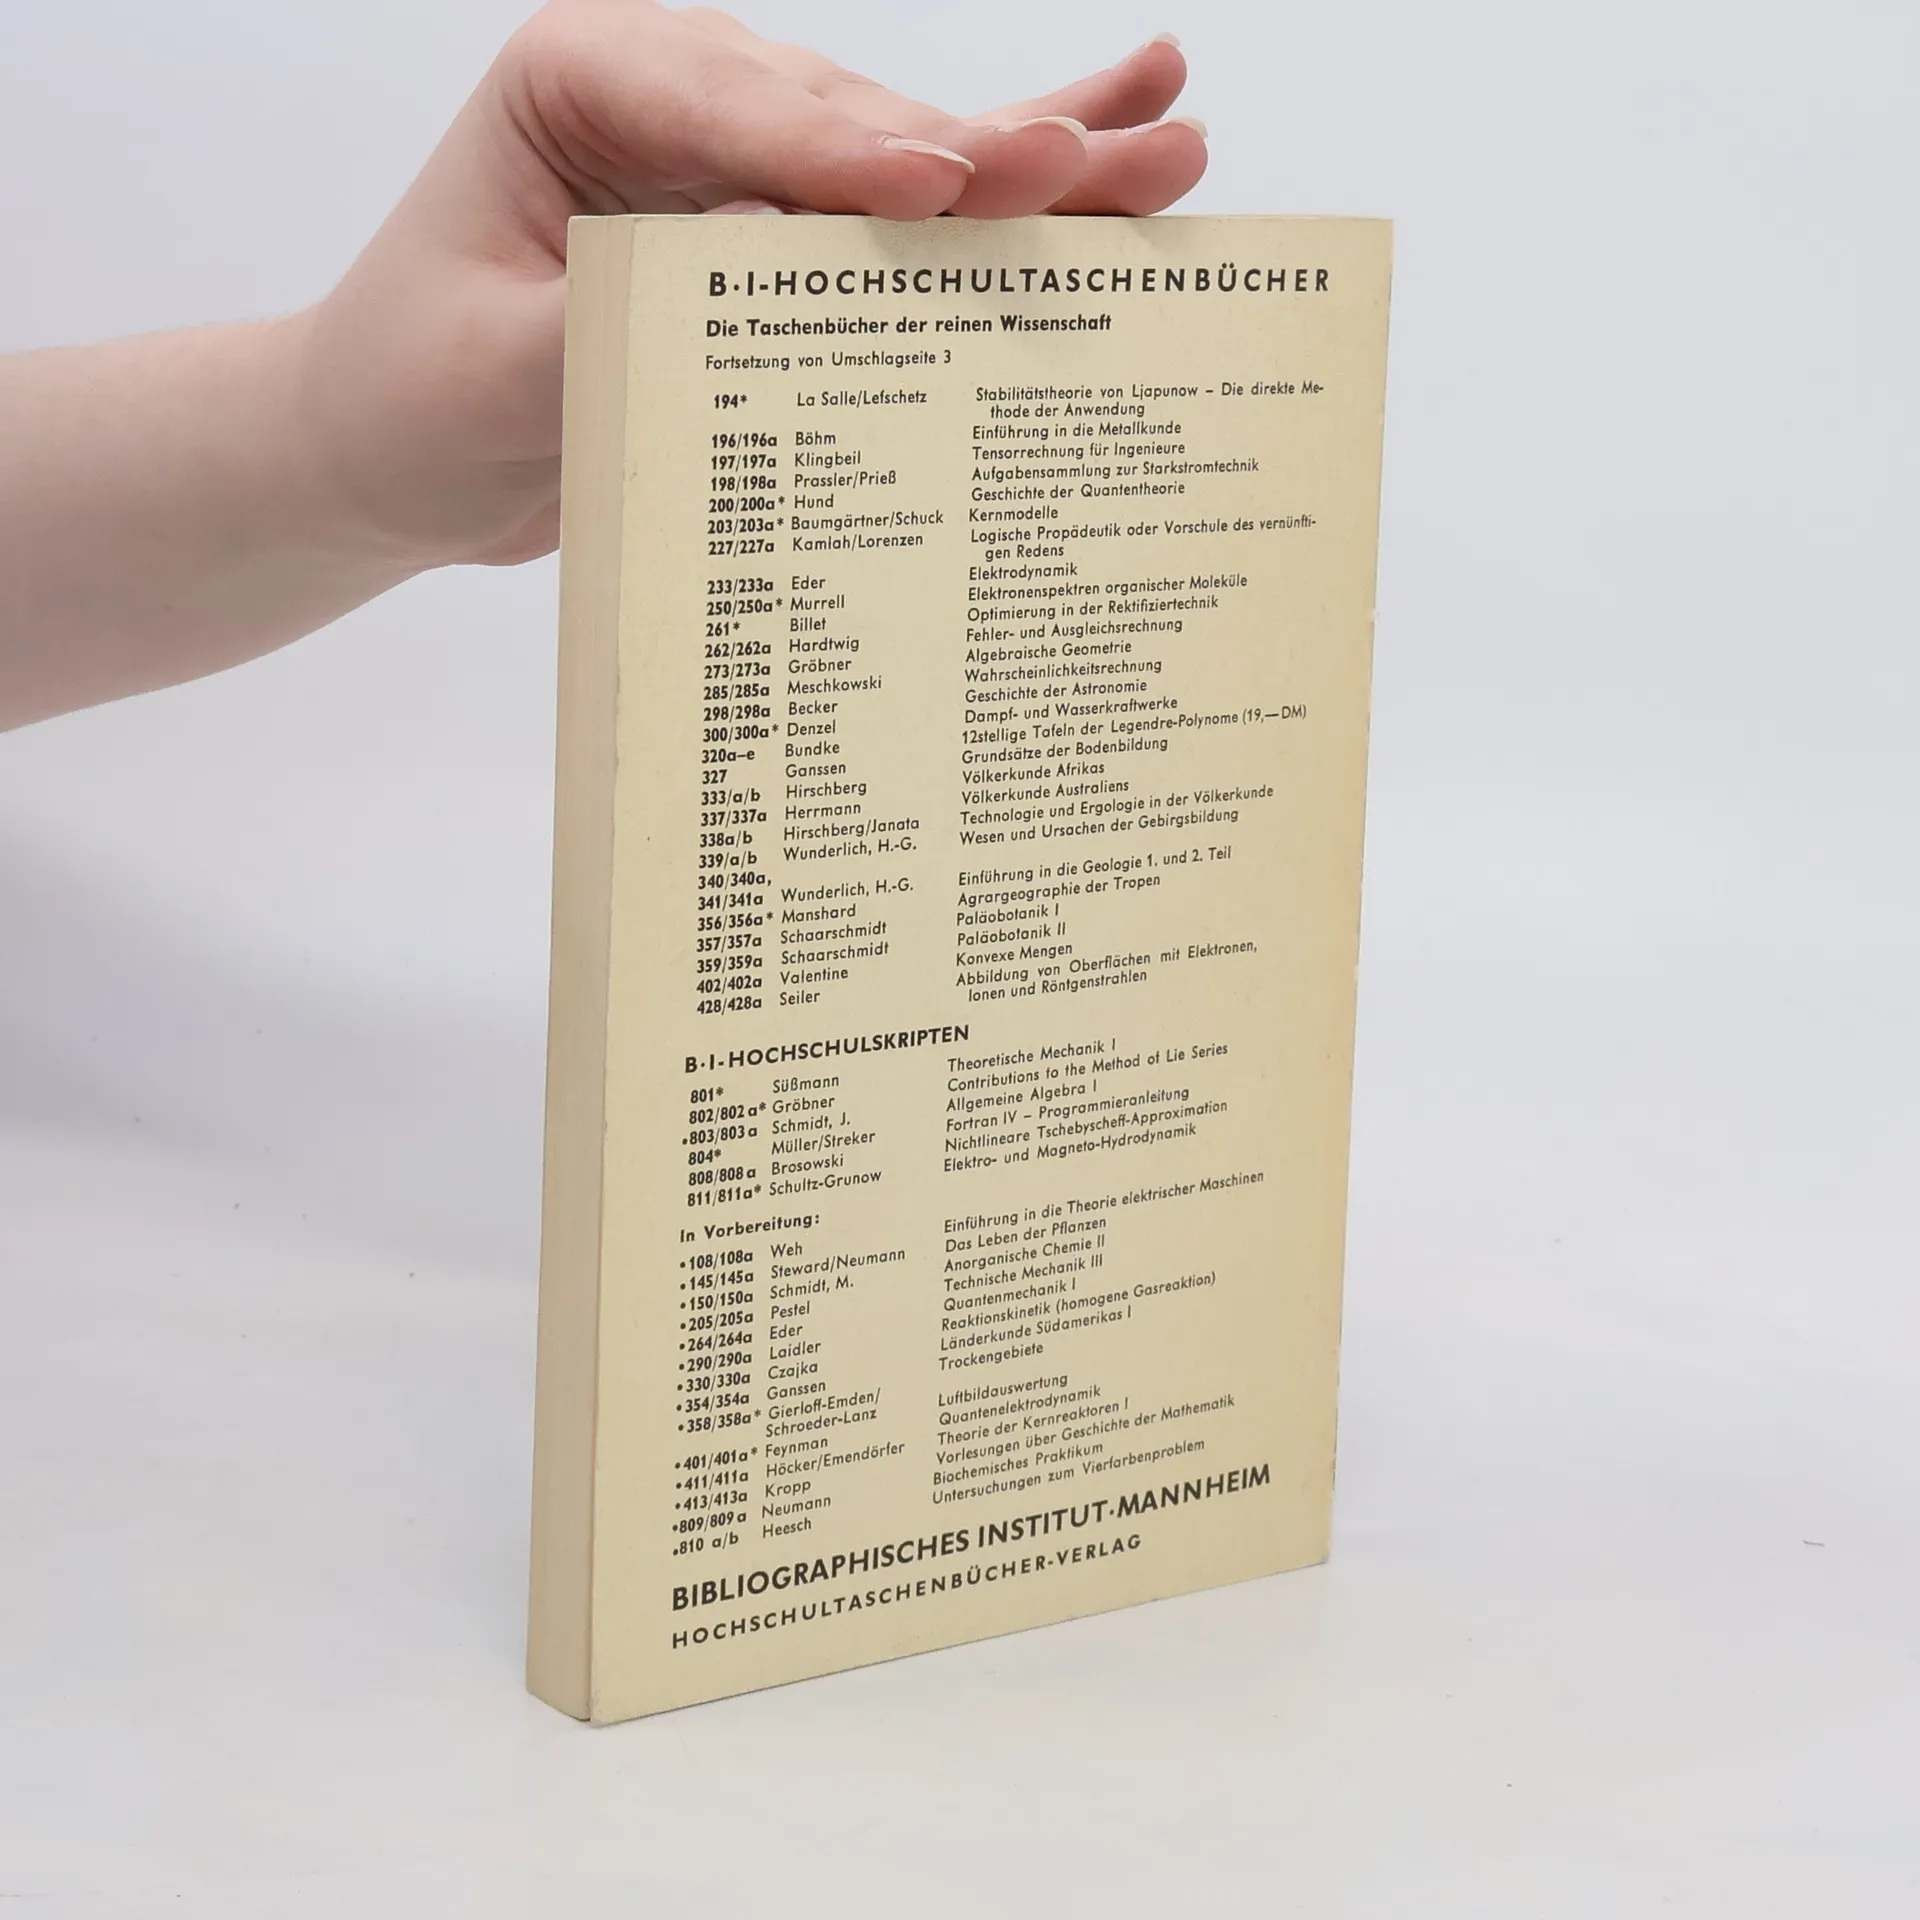 B·I-HOCHSCHULTASCHENBÜCHER
Die Taschenbücher der reinen Wissenschaft
Fortsetzung von Umschlagseite 3
194* La Salle/Lefschetz Stabilitätstheorie von Ljapunow – Die direkte Me-
thode der Anwendung
196/196a Böhm Einführung in die Metallkunde
197/197a Klingbeil Tensorrechnung für Ingenieure
198/198a Prassler/Prieß Aufgabensammlung zur Starkstromtechnik
200/200a* Hund Geschichte der Quantentheorie
203/203a* Baumgärtner/Schuck Kernmodelle
227/227a Kamlah/Lorenzen Logische Propädeutik oder Vorschule des vernünfti-
gen Redens
233/233a Eder Elektrodynamik
250/250a* Murrell Elektronenspektren organischer Moleküle
261* Billet Optimierung in der Rektifiziertechnik
262/262a Hardtwig Fehler- und Ausgleichsrechnung
273/273a Gröbner Algebraische Geometrie
285/285a Meschkowski Wahrscheinlichkeitsrechnung
298/298a Becker Geschichte der Astronomie
300/300a* Denzel Dampf- und Wasserkraftwerke
320a–e Bundke 12stellige Tafeln der Legendre-Polynome (19,— DM)
327 Ganssen Grundsätze der Bodenbildung
333/a/b Hirschberg Völkerkunde Afrikas
337/337a Herrmann Völkerkunde Australiens
338a/b Hirschberg/Janata Technologie und Ergologie in der Völkerkunde
339/a/b Wunderlich, H.-G. Wesen und Ursachen der Gebirgsbildung
340/340a,
341/341a Wunderlich, H.-G. Einführung in die Geologie 1. und 2. Teil
356/356a* Manshard Agrargeographie der Tropen
357/357a Schaarschmidt Paläobotanik I
359/359a Schaarschmidt Paläobotanik II
402/402a Valentine Konvexe Mengen
428/428a Seiler Abbildung von Oberflächen mit Elektronen,
Ionen und Röntgenstrahlen
B·I-HOCHSCHULSKRIPTEN
801* Süßmann Theoretische Mechanik I
802/802a* Gröbner Contributions to the Method of Lie Series
•803/803a Schmidt, J. Allgemeine Algebra I
804* Müller/Streker Fortran IV – Programmieranleitung
808/808a Brosowski Nichtlineare Tschebyscheff-Approximation
811/811a* Schultz-Grunow Elektro- und Magneto-Hydrodynamik
In Vorbereitung:
•108/108a Weh Einführung in die Theorie elektrischer Maschinen
•145/145a Steward/Neumann Das Leben der Pflanzen
•150/150a Schmidt, M. Anorganische Chemie II
•205/205a Pestel Technische Mechanik III
•264/264a Eder Quantenmechanik I
•290/290a Laidler Reaktionskinetik (homogene Gasreaktion)
•330/330a Czajka Länderkunde Südamerikas I
•354/354a Ganssen Trockengebiete
•358/358a* Gierloff-Emden/
Schroeder-Lanz Luftbildauswertung
•401/401a* Feynman Quantenelektrodynamik
•411/411a Höcker/Emendörfer Theorie der Kernreaktoren I
•413/413a Kropp Vorlesungen über Geschichte der Mathematik
•809/809a Neumann Biochemisches Praktikum
•810 a/b Heesch Untersuchungen zum Vierfarbenproblem
BIBLIOGRAPHISCHES INSTITUT·MANNHEIM
HOCHSCHULTASCHENBÜCHER-VERLAG